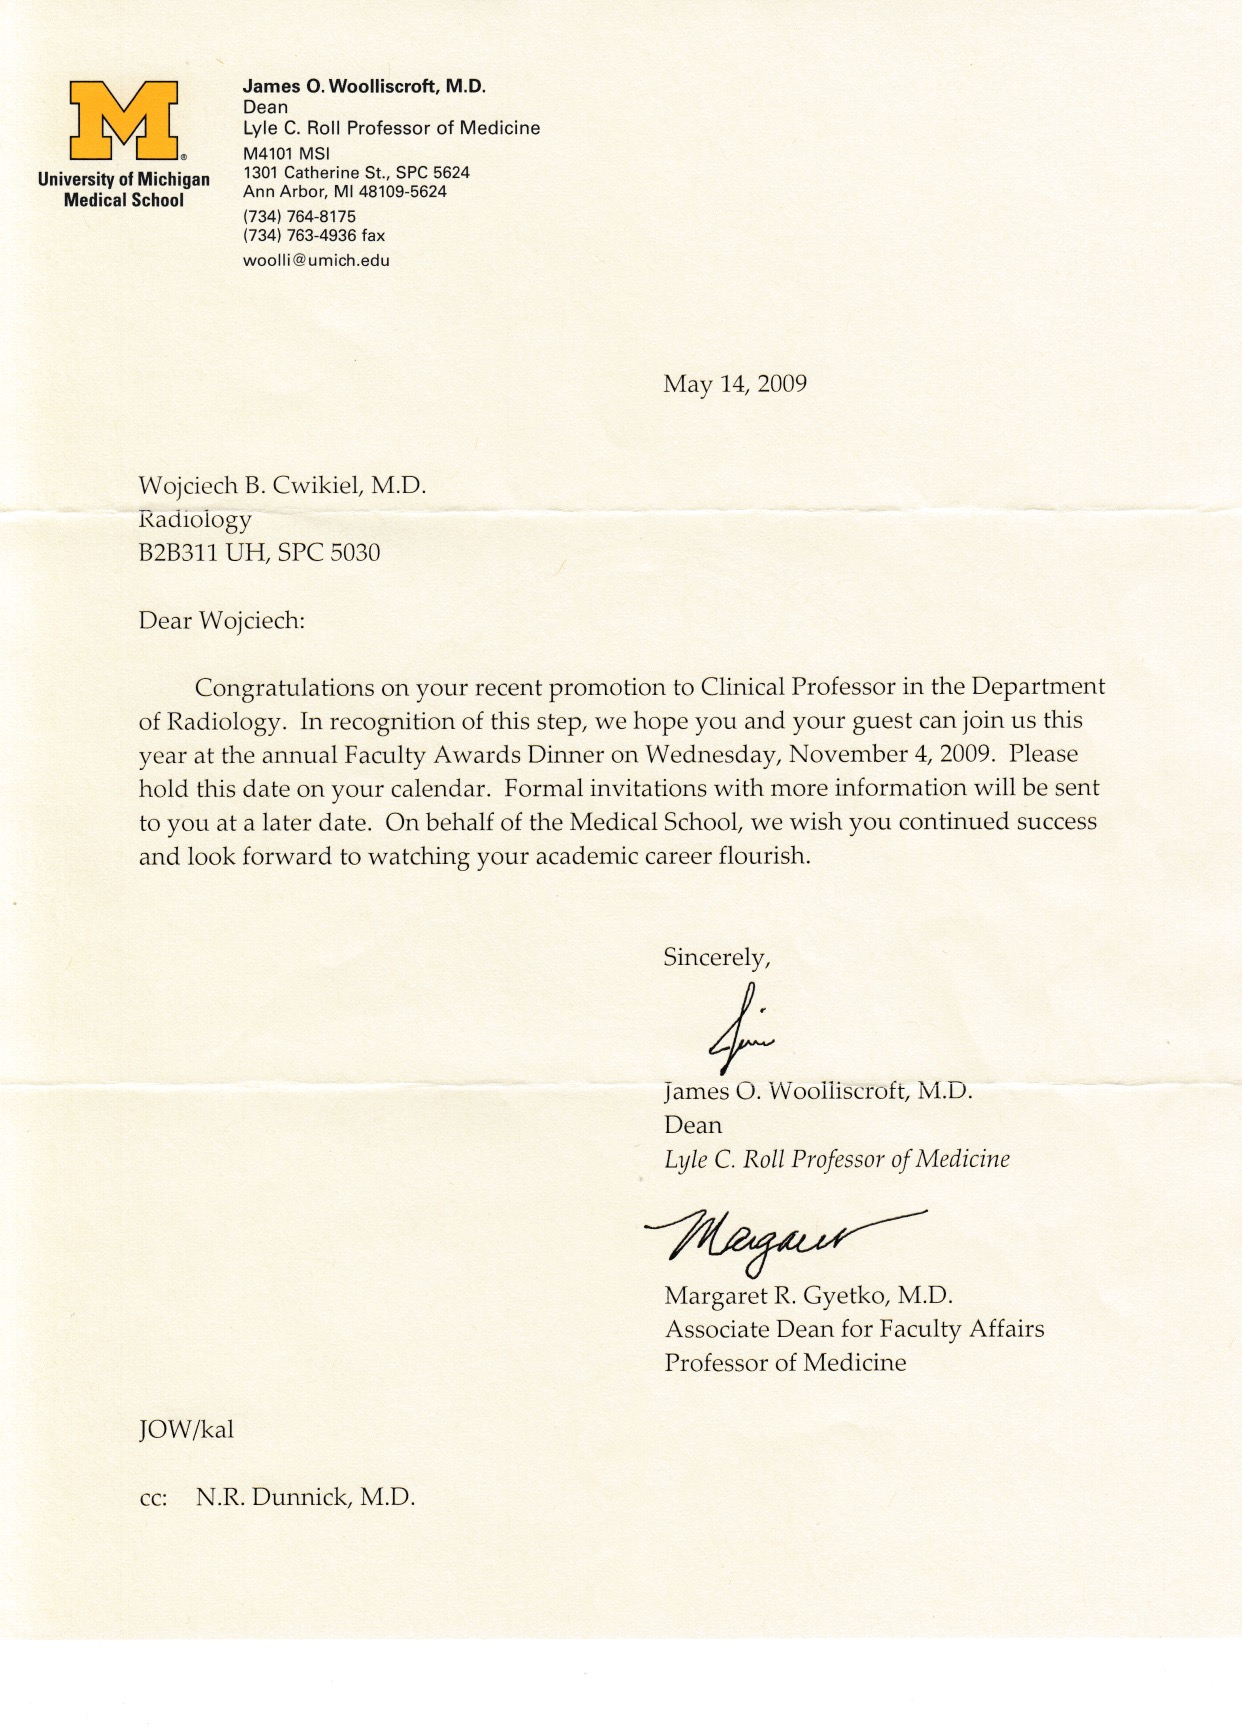 M
®
University of Michigan
Medical School
James O. Woolliscroft, M.D.
Dean
Lyle C. Roll Professor of Medicine
M4101 MSI
1301 Catherine St., SPC 5624
Ann Arbor, MI 48109-5624
(734) 764-8175
(734) 763-4936 fax
woolli@umich.edu
May 14, 2009
Wojciech B. Cwikiel, M.D.
Radiology
B2B311 UH, SPC 5030
Dear Wojciech:
Congratulations on your recent promotion to Clinical Professor in the Department
of Radiology. In recognition of this step, we hope you and your guest can join us this
year at the annual Faculty Awards Dinner on Wednesday, November 4, 2009. Please
hold this date on your calendar. Formal invitations with more information will be sent
to you at a later date. On behalf of the Medical School, we wish you continued success
and look forward to watching your academic career flourish.
Sincerely,
Jim
James O. Woolliscroft, M.D.
Dean
Lyle C. Roll Professor of Medicine
Margaret
Margaret R. Gyetko, M.D.
Associate Dean for Faculty Affairs
Professor of Medicine
JOW/kal
cc: N.R. Dunnick, M.D.